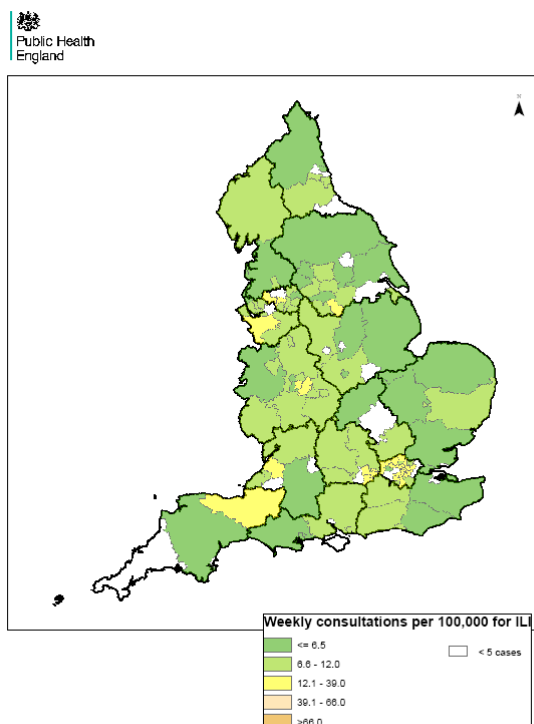 Public Health
England
N
Weekly consultations per 100,000 for ILI
<= 6.5
< 5 cases
6.6 - 12.0
12.1 - 39.0
39.1 - 66.0
>66.0